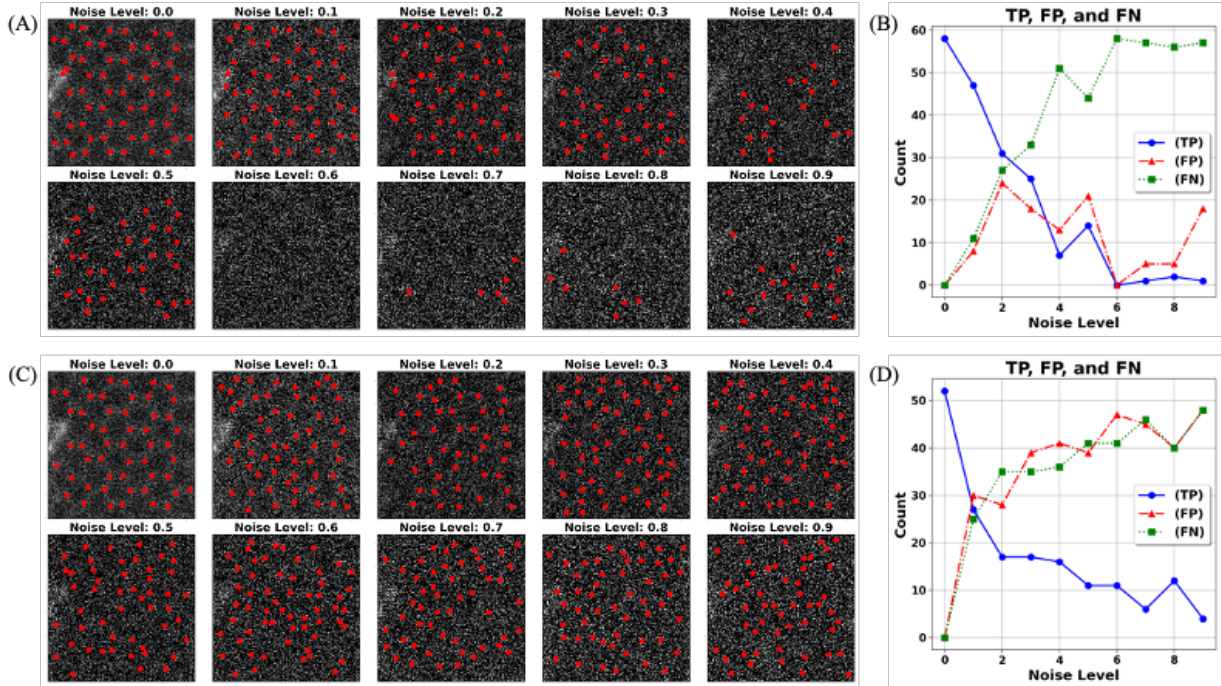 (A)
Noise Level: 0.0 Noise Level: 0.1 Noise Level: 0.2 Noise Level: 0.3 Noise Level: 0.4
Noise Level: 0.5 Noise Level: 0.6 Noise Level: 0.7 Noise Level: 0.8 Noise Level: 0.9
(B)
TP, FP, and FN
60
50
40
30
20
10
0
Count
(TP)
(FP)
(FN)
0 2 4 6 8
Noise Level
(C)
Noise Level: 0.0 Noise Level: 0.1 Noise Level: 0.2 Noise Level: 0.3 Noise Level: 0.4
Noise Level: 0.5 Noise Level: 0.6 Noise Level: 0.7 Noise Level: 0.8 Noise Level: 0.9
(D)
TP, FP, and FN
50
40
30
20
10
0
Count
(TP)
(FP)
(FN)
0 2 4 6 8
Noise Level